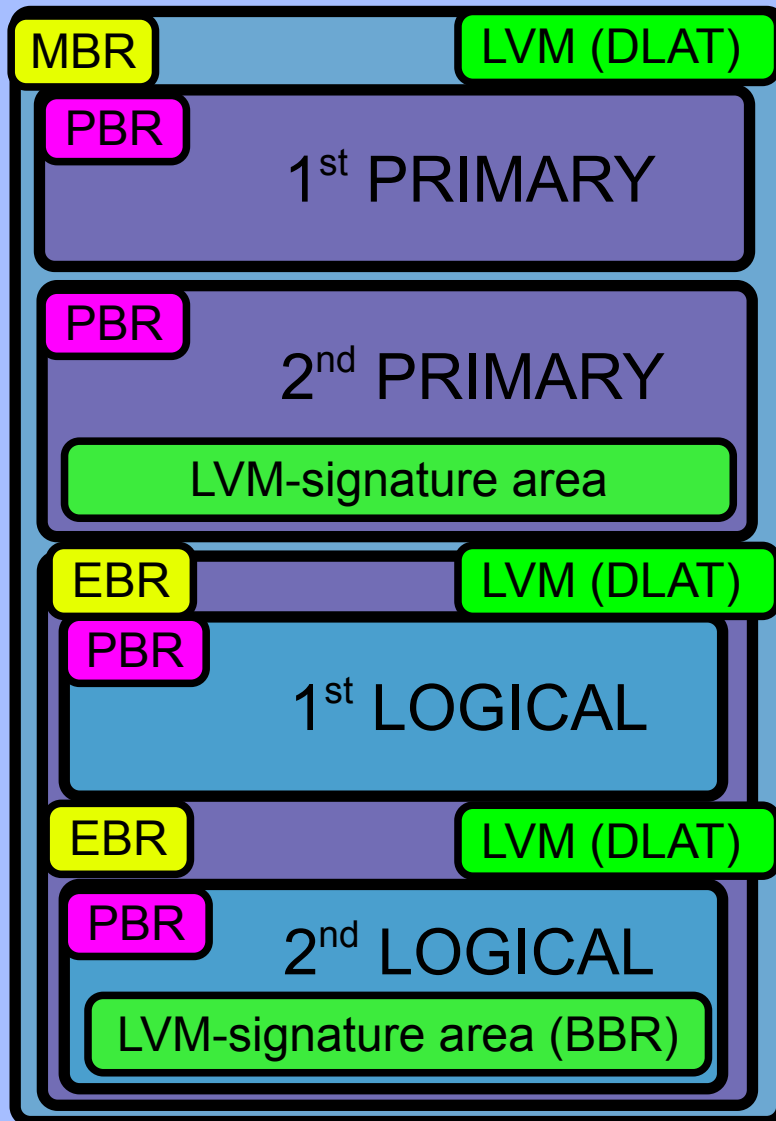 MBR
LVM (DLAT)
PBR
1st PRIMARY
PBR
2nd PRIMARY
LVM-signature area
EBR
LVM (DLAT)
PBR
1st LOGICAL
EBR
LVM (DLAT)
PBR
2nd LOGICAL
LVM-signature area (BBR)